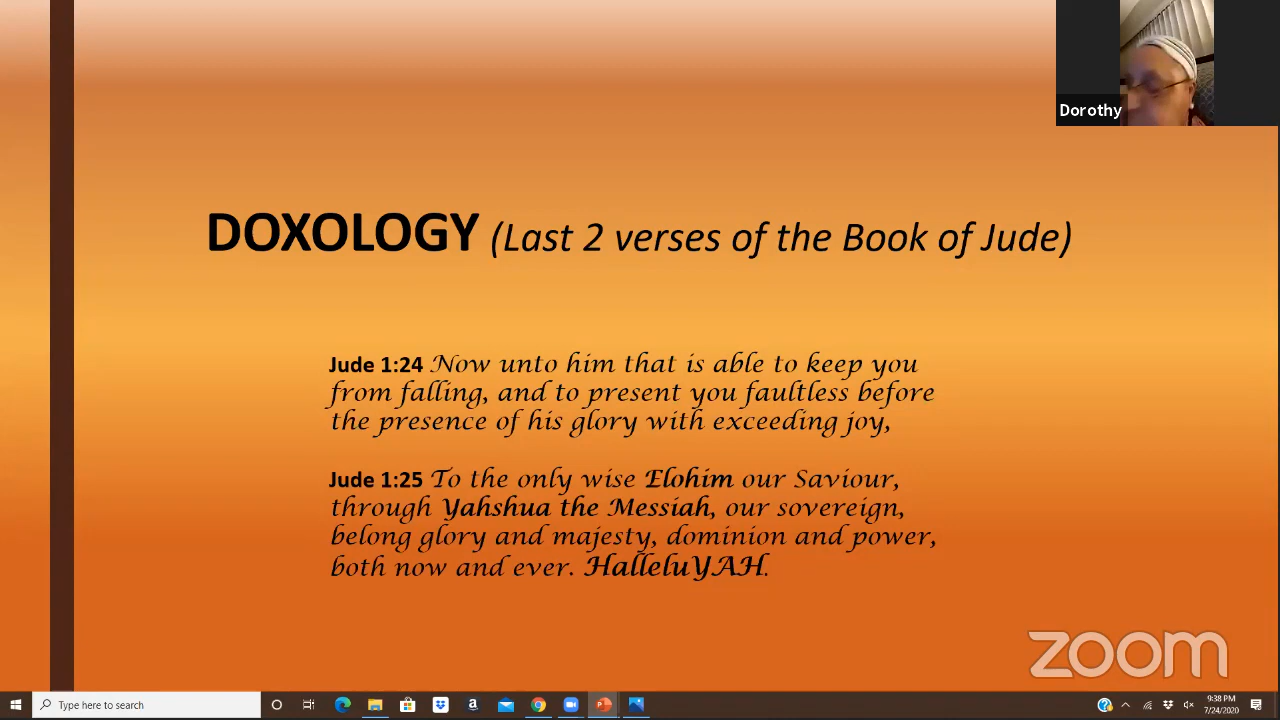 Dorothy
DOXOLOGY (Last 2 verses of the Book of Jude)
Jude 1:24 Now unto him that is able to keep you
from falling, and to present you faultless before
the presence of his glory with exceeding joy,
Jude 1:25 To the only wise Elohim our Saviour,
through Yahshua the Messiah, our sovereign,
belong glory and majesty, dominion and power,
both now and ever. HalleluYAH.
zoom
Type here to search
9:38 PM
7/24/2020